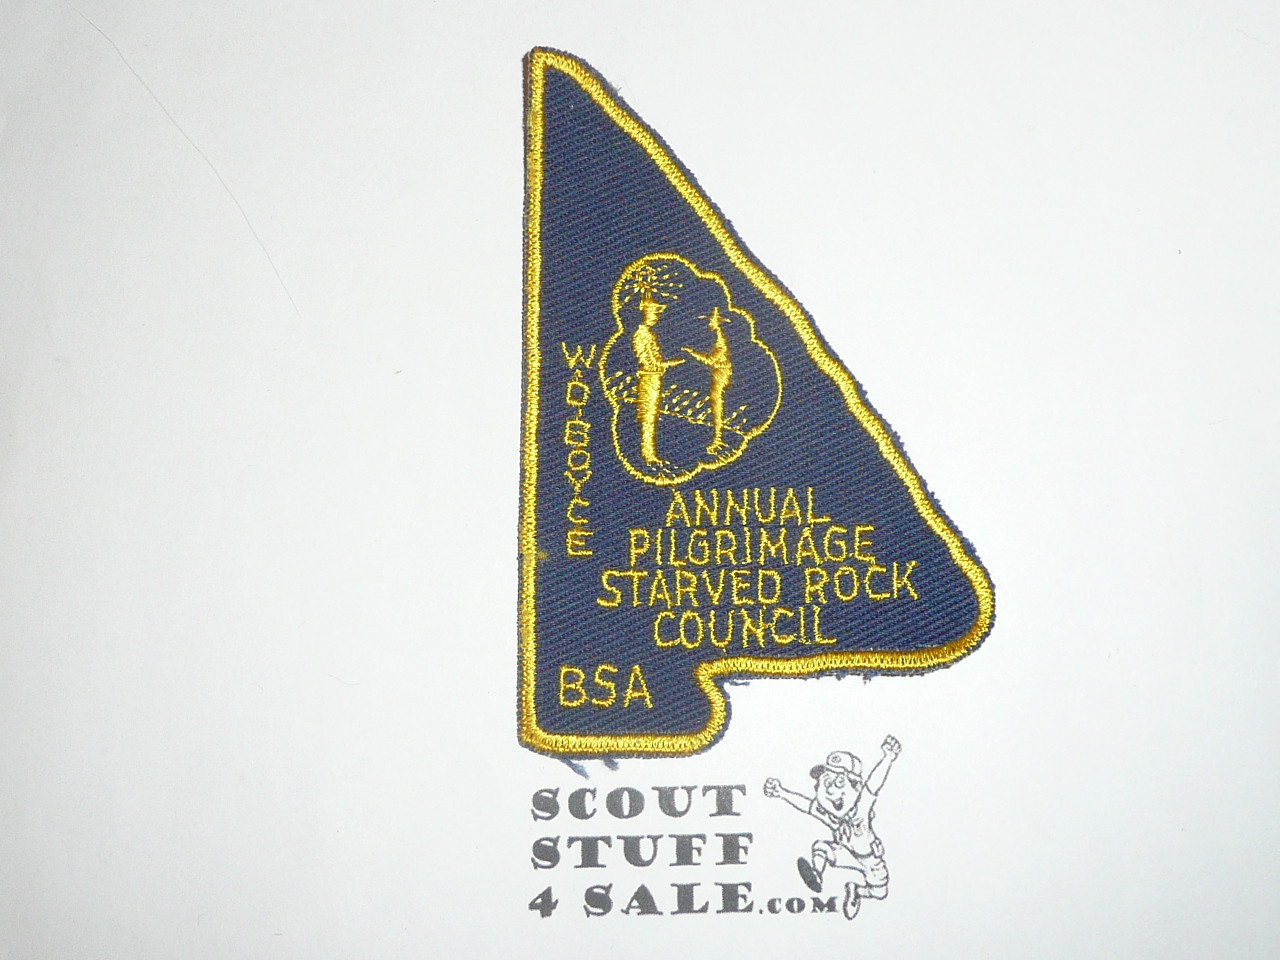 W.D. BOYCE
ANNUAL
PILGRIMAGE
STARVED ROCK
COUNCIL
BSA
SCOUT
STUFF
4 SALE.COM